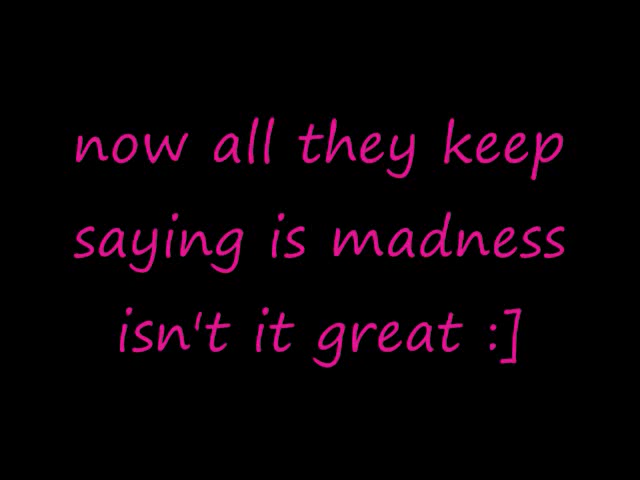 now all they keep
saying is madness
isn't it great :]